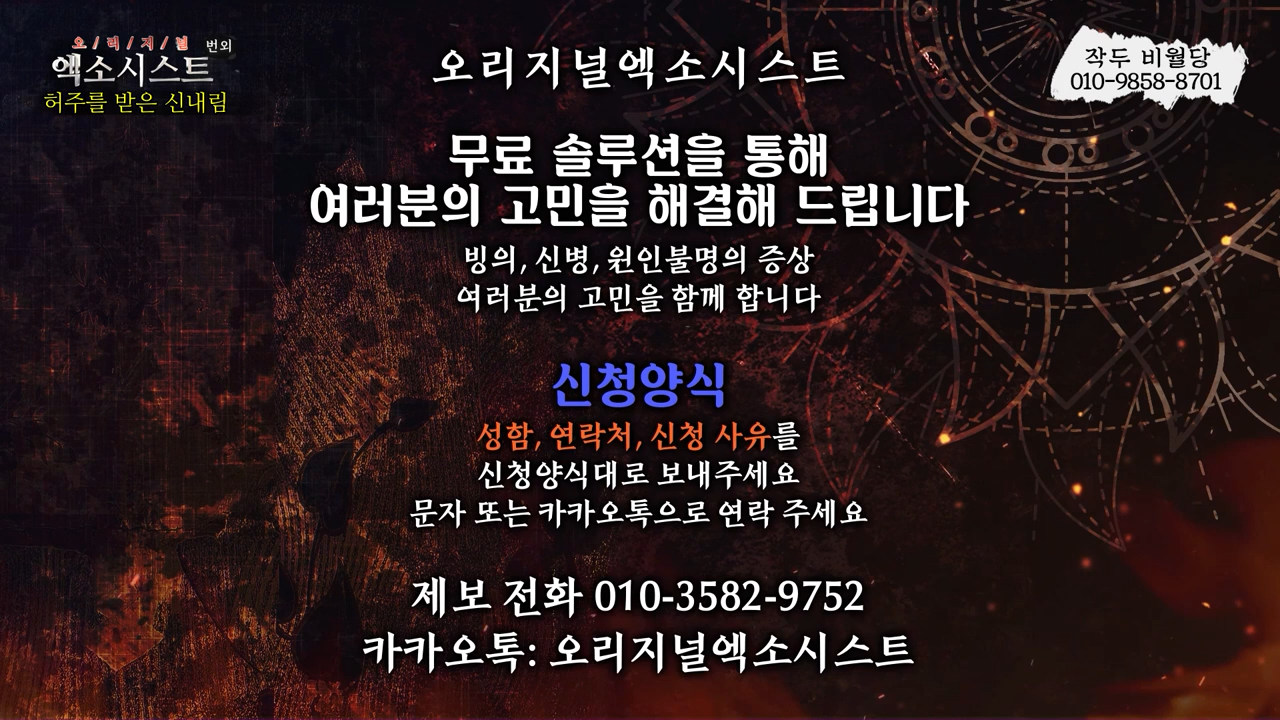 오/리/지/널 번외
엑소시스트
허주를 받은 신내림
오리지널엑소시스트
작두 비월당
010-9858-8701
무료 솔루션을 통해
여러분의 고민을 해결해 드립니다
빙의, 신병, 원인불명의 증상
여러분의 고민을 함께 합니다
신청양식
성함, 연락처, 신청 사유를
신청양식대로 보내주세요
문자 또는 카카오톡으로 연락 주세요
제보 전화 010-3582-9752
카카오톡: 오리지널엑소시스트